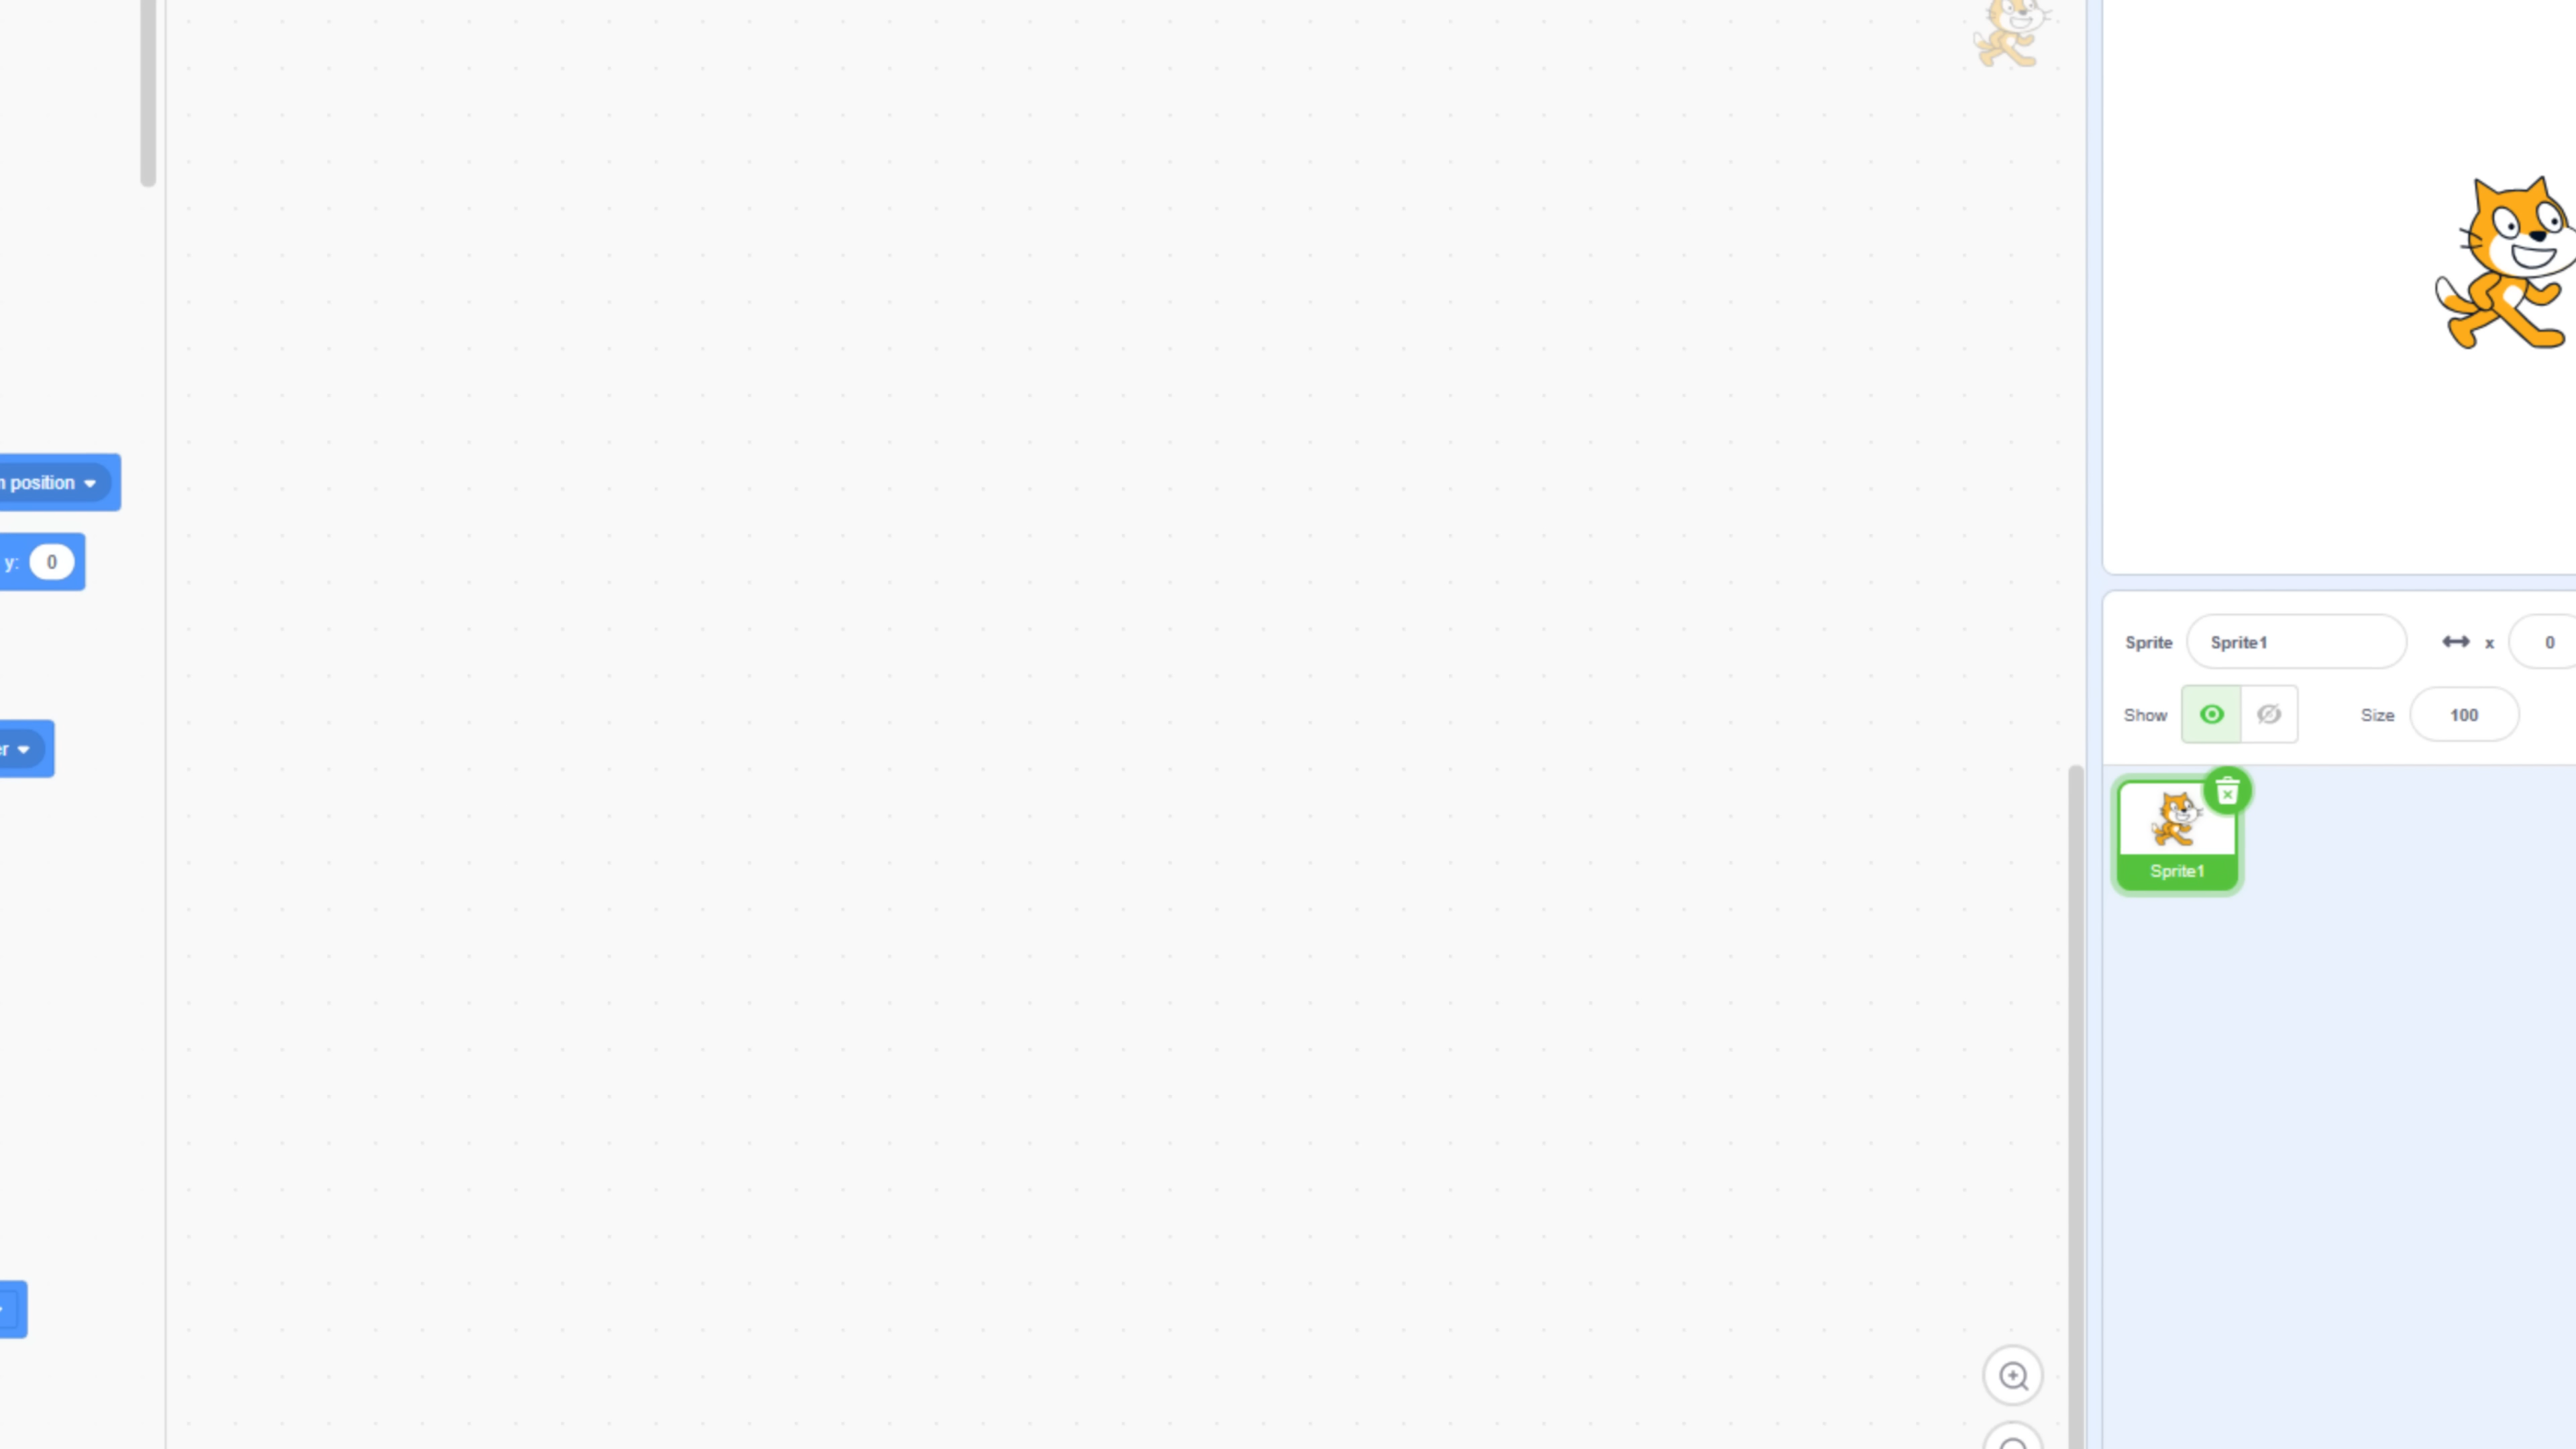 position
y: 0
Sprite Sprite1 x 0
Show Size 100
Sprite1